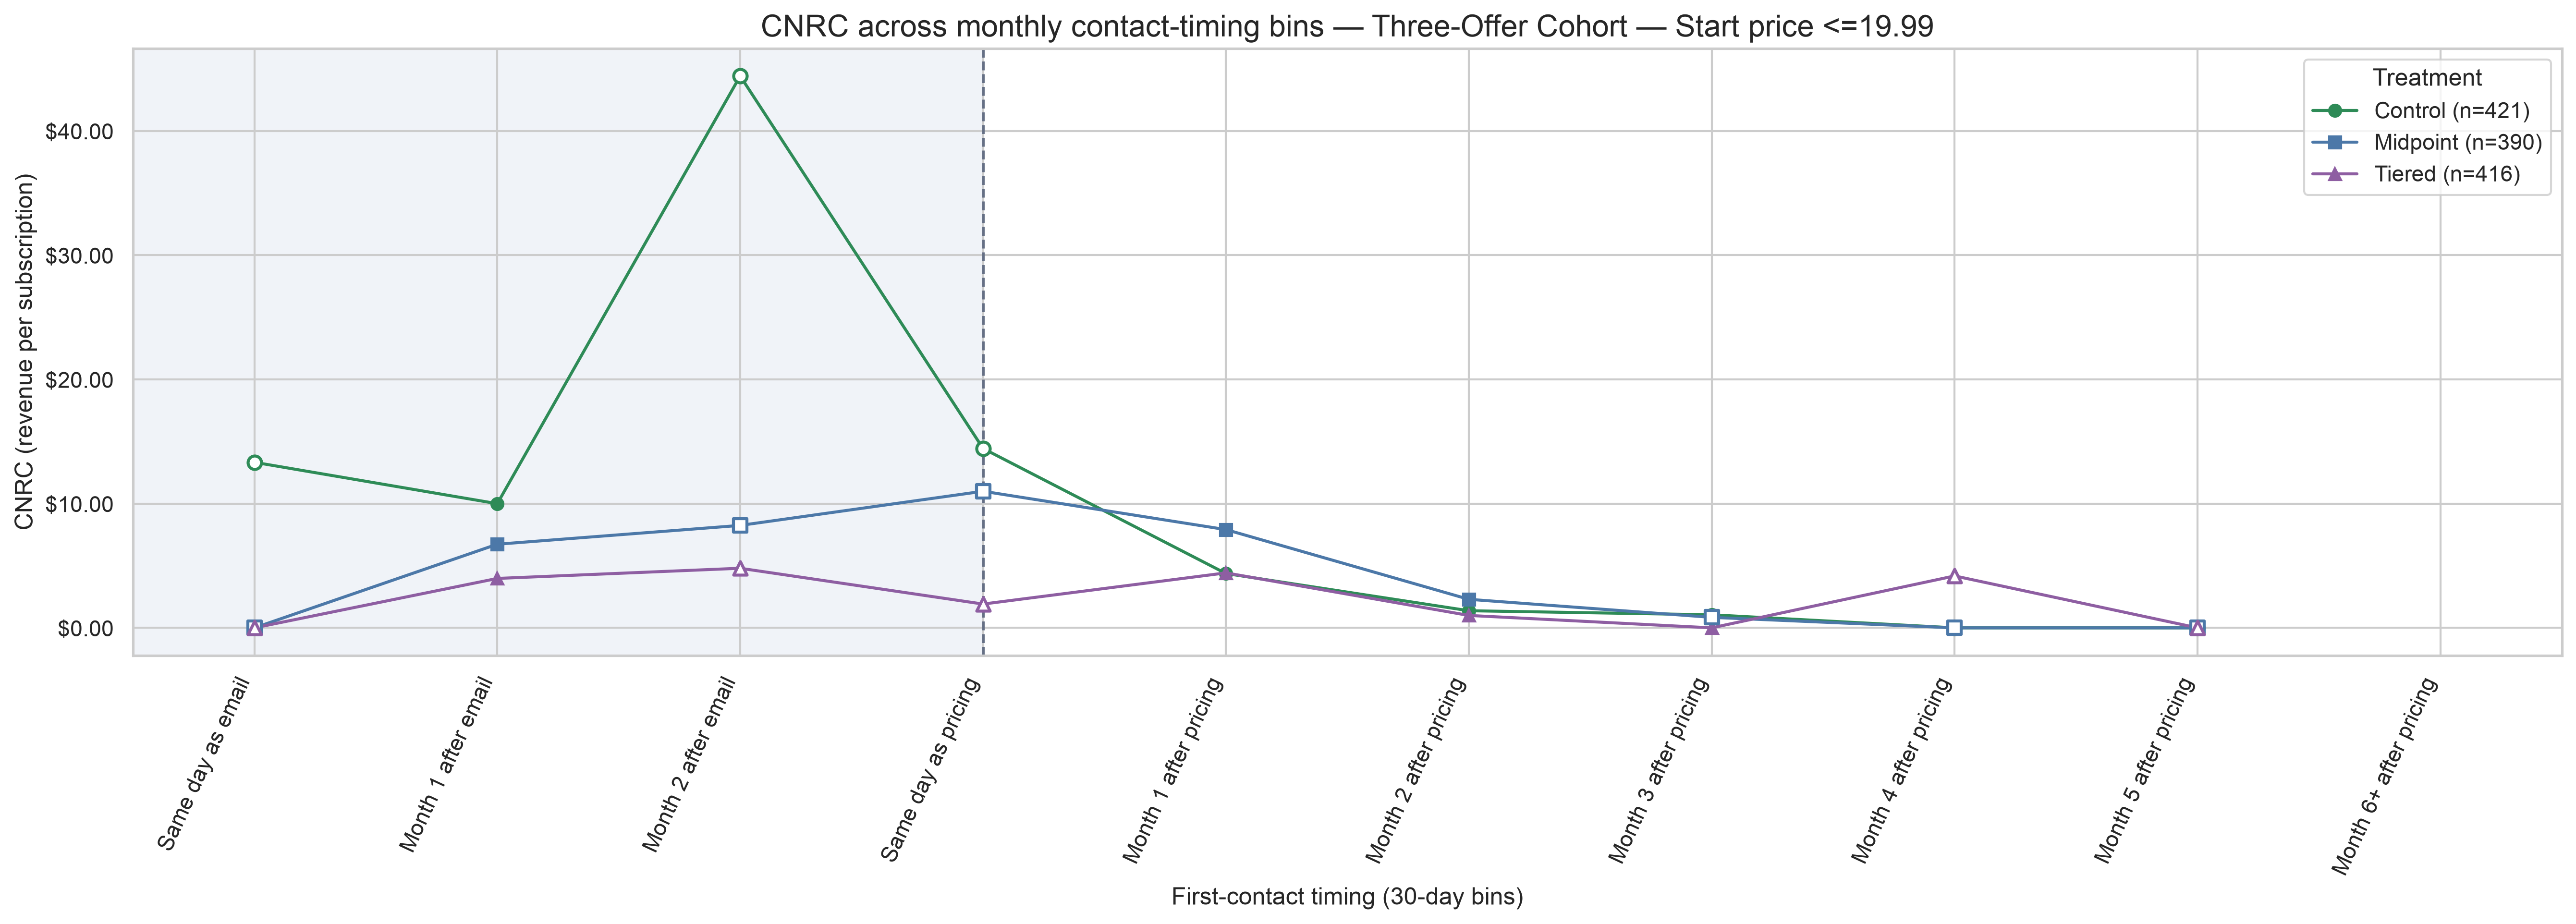 CNRC across monthly contact-timing bins — Three-Offer Cohort — Start price <=19.99
CNRC (revenue per subscription)
$40.00
$30.00
$20.00
$10.00
$0.00
Treatment
Control (n=421)
Midpoint (n=390)
Tiered (n=416)
Same day as email
Month 1 after email
Month 2 after email
Same day as pricing
Month 1 after pricing
Month 2 after pricing
Month 3 after pricing
Month 4 after pricing
Month 5 after pricing
Month 6+ after pricing
First-contact timing (30-day bins)